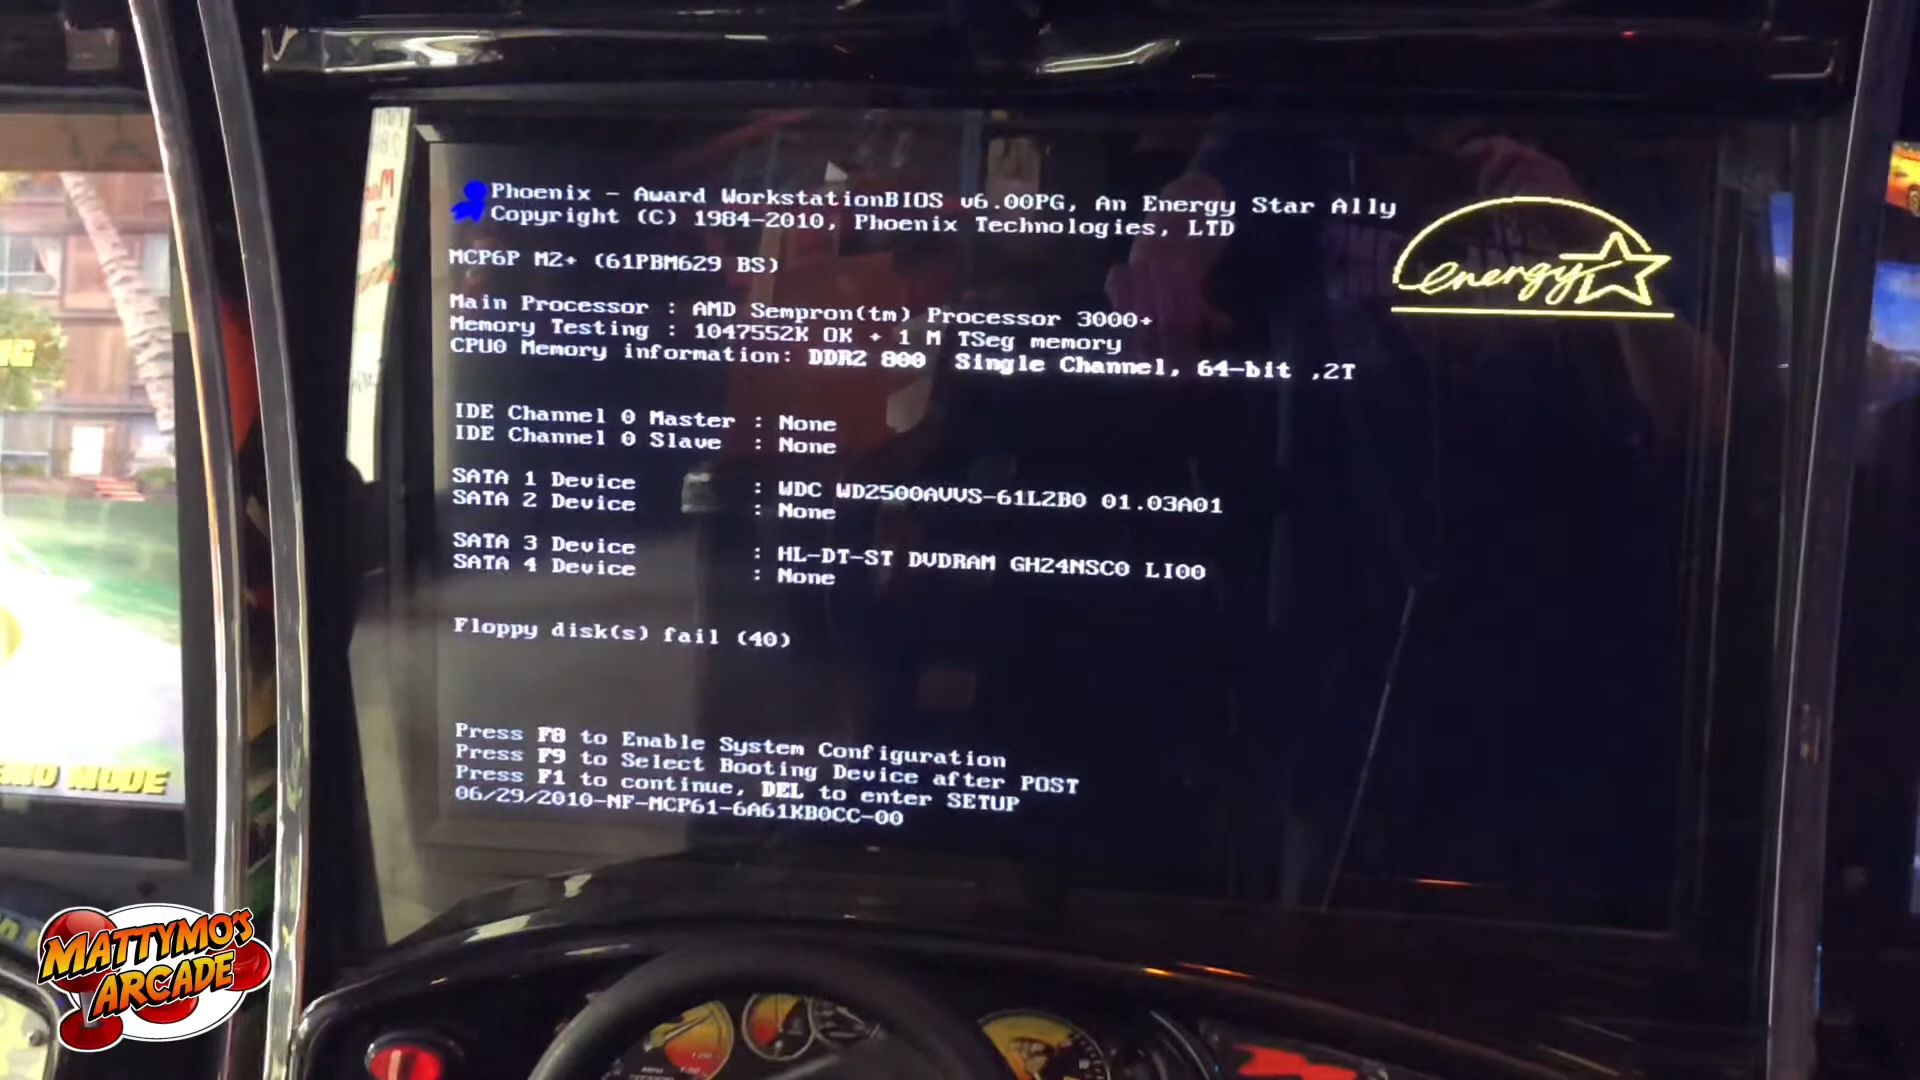 Phoenix - Award WorkstationBIOS v6.00PG, An Energy Star Ally
Copyright (C) 1984-2010, Phoenix Technologies, LTD
energy
MCP6P M2+ (61PBM629 BS)
Main Processor : AMD Sempron(tm) Processor 3000+
Memory Testing : 1047552K OK + 1 M TSeg memory
CPU0 Memory information: DDR2 800 Single Channel, 64-bit ,2T
IDE Channel 0 Master : None
IDE Channel 0 Slave : None
SATA 1 Device : WDC WD2500AVVS-61L2B0 01.03A01
SATA 2 Device : None
SATA 3 Device : HL-DT-ST DVDRAM GH24NSC0 LI00
SATA 4 Device : None
Floppy disk(s) fail (40)
Press F8 to Enable System Configuration
Press F9 to Select Booting Device after POST
Press F1 to continue, DEL to enter SETUP
06/29/2010-NF-MCP61-6A61KB0CC-00
MODE
MATTYMO'S
ARCADE
120
MPH 130